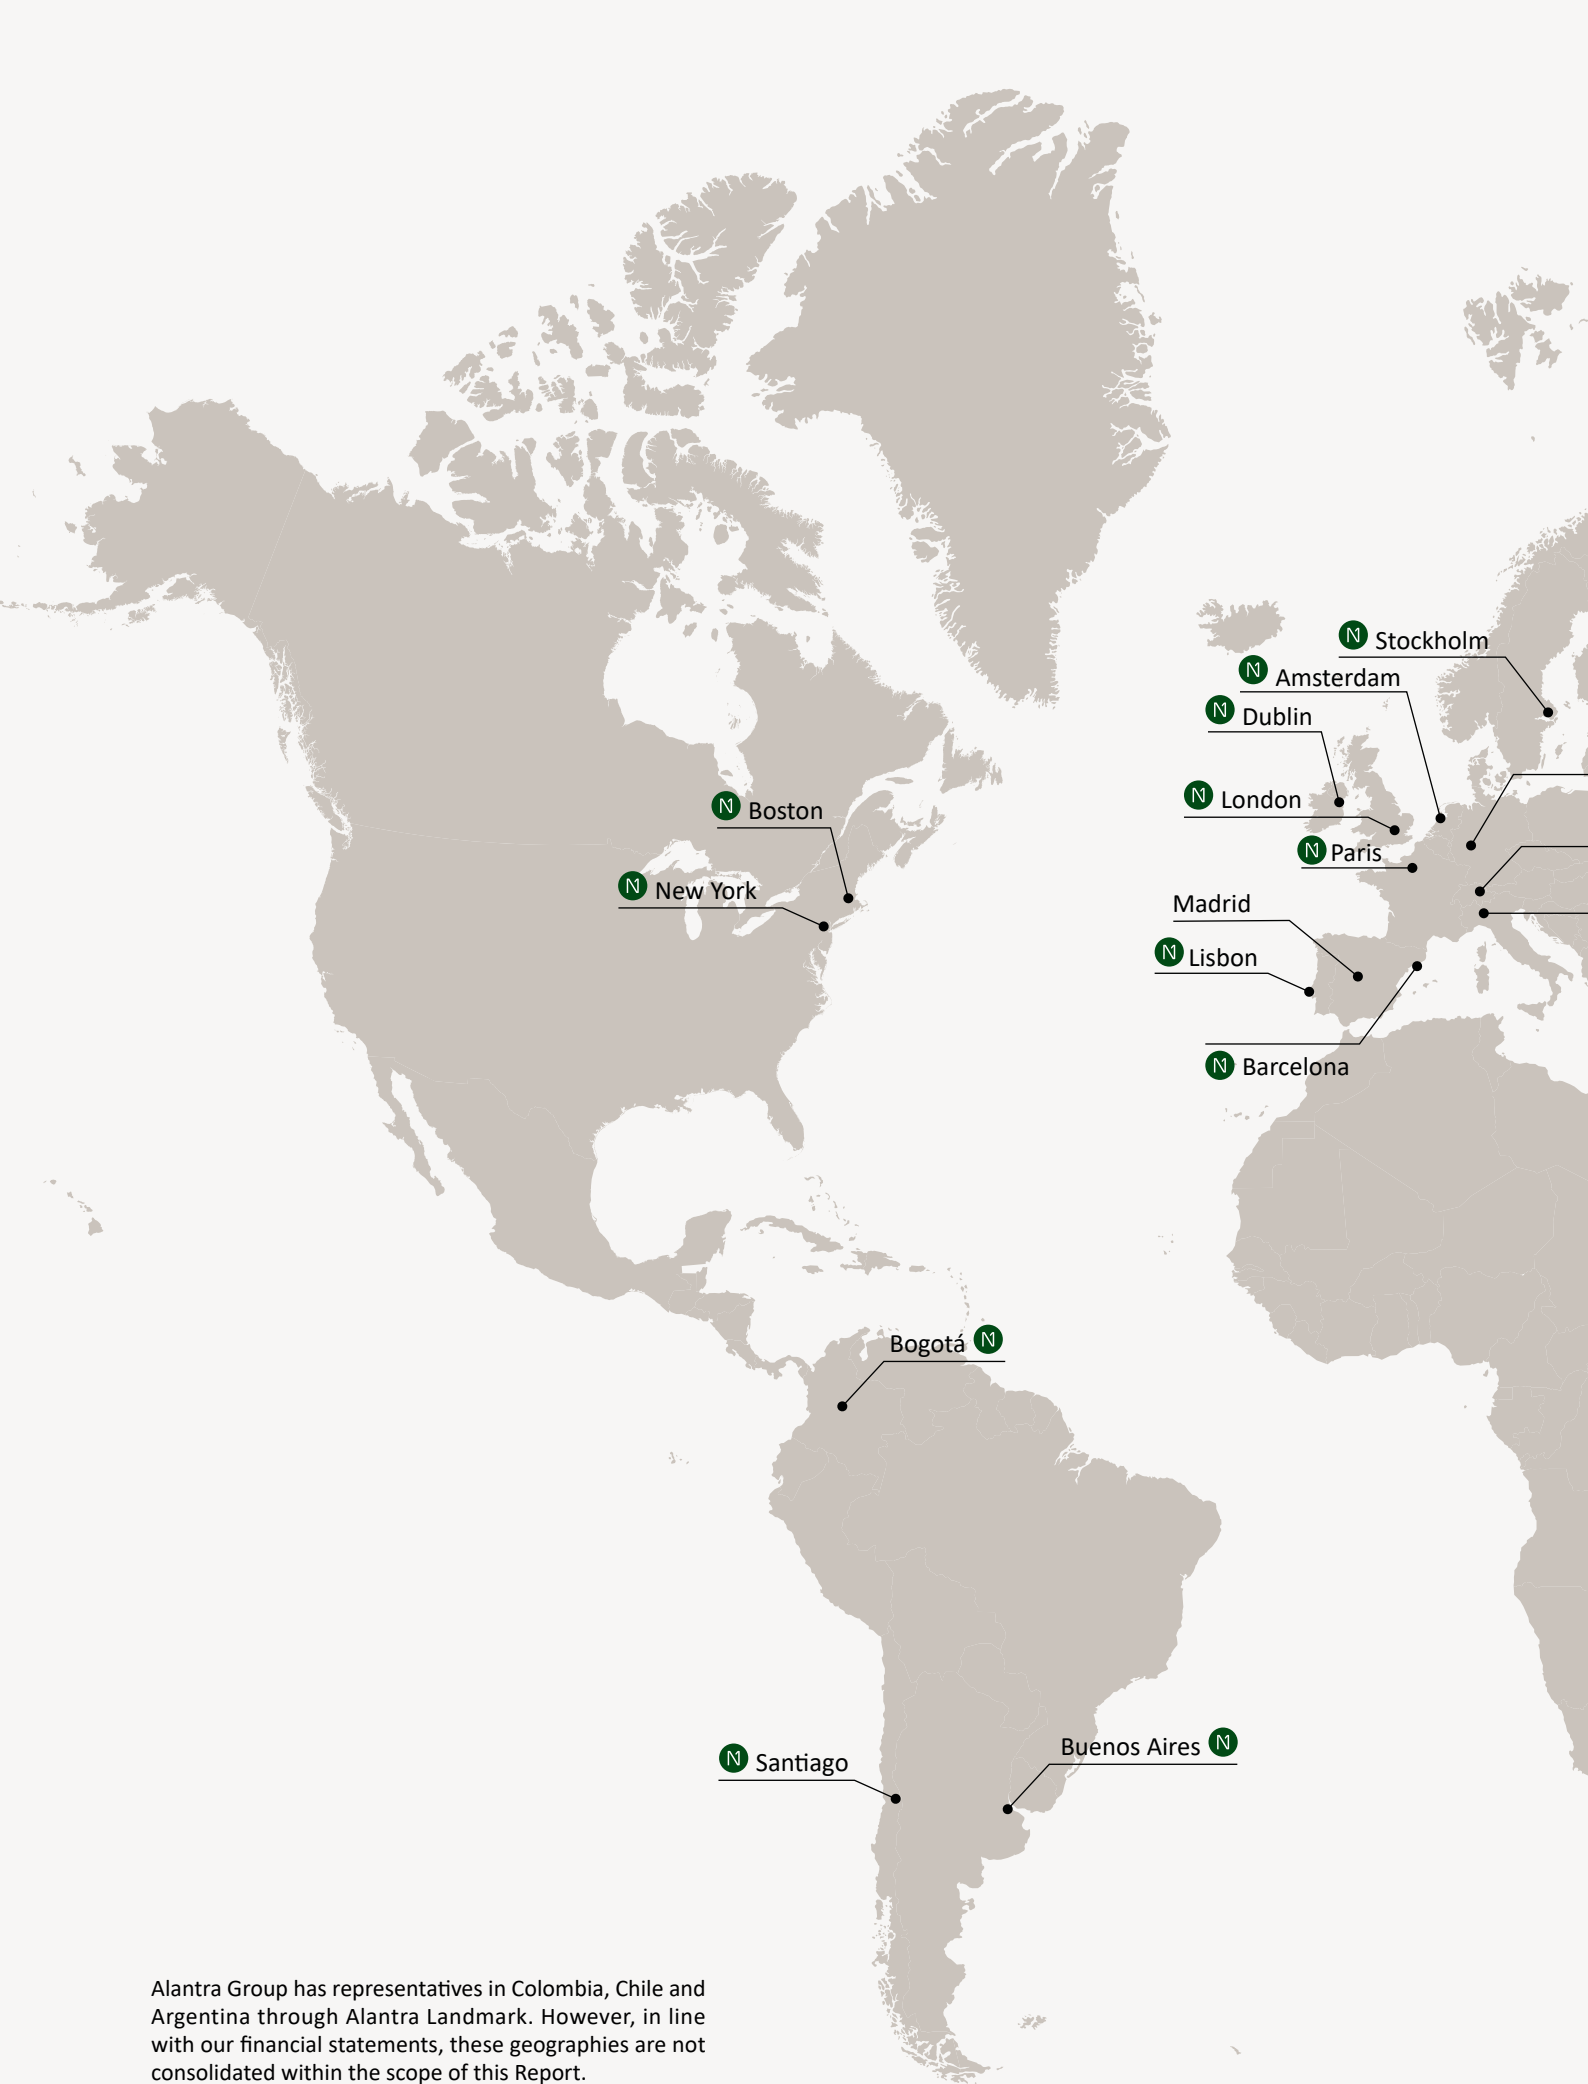 Stockholm
Amsterdam
Dublin
London
Boston
Paris
New York
Madrid
Lisbon
Barcelona
Bogotá
Buenos Aires
Santiago
Alantra Group has representatives in Colombia, Chile and
Argentina through Alantra Landmark. However, in line
with our financial statements, these geographies are not
consolidated within the scope of this Report.